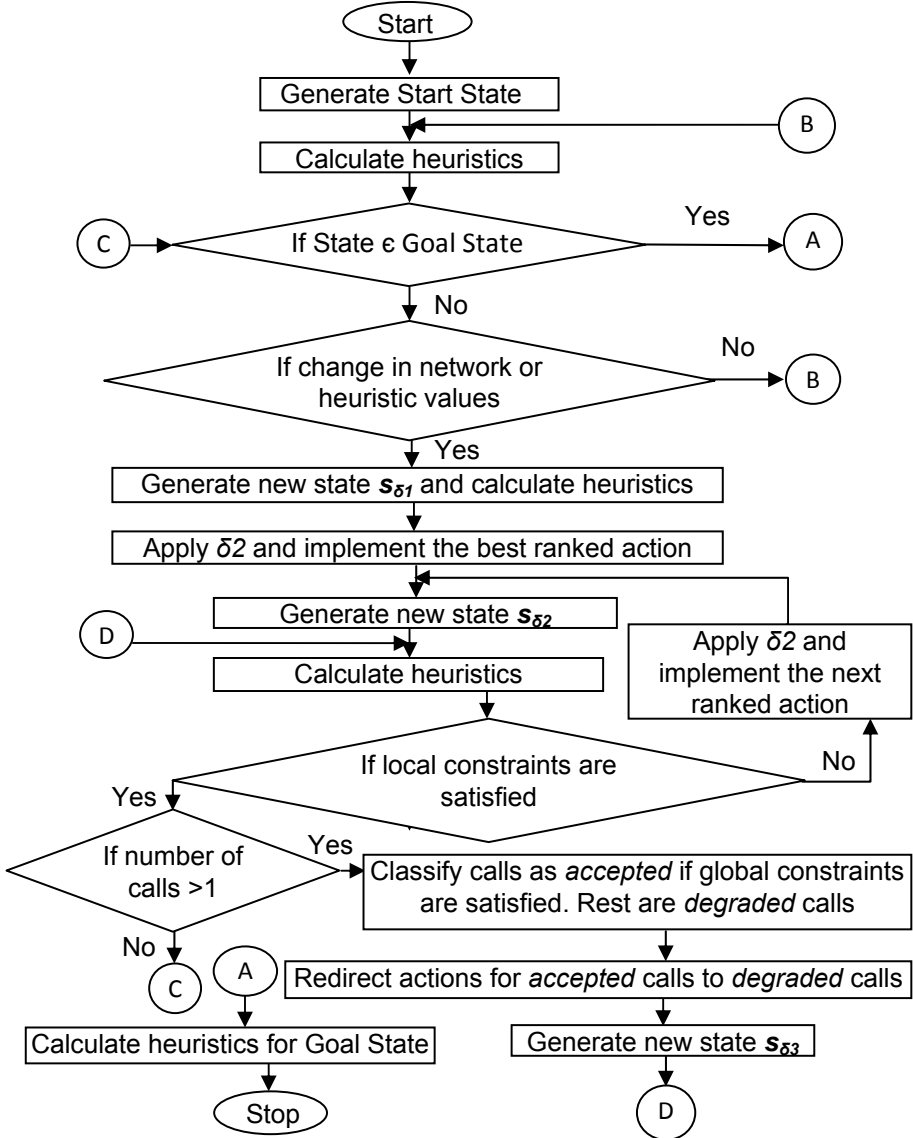 Start
Generate Start State
B
Calculate heuristics
Yes
C
If State є Goal State
A
No
If change in network or
heuristic values
No
B
Yes
Generate new state sδ1 and calculate heuristics
Apply δ2 and implement the best ranked action
Generate new state sδ2
D
Calculate heuristics
Apply δ2 and
implement the next
ranked action
If local constraints are
satisfied
No
Yes
If number of
calls >1
Yes
Classify calls as accepted if global constraints
are satisfied. Rest are degraded calls
No
C
A
Redirect actions for accepted calls to degraded calls
Calculate heuristics for Goal State
Generate new state sδ3
Stop
D